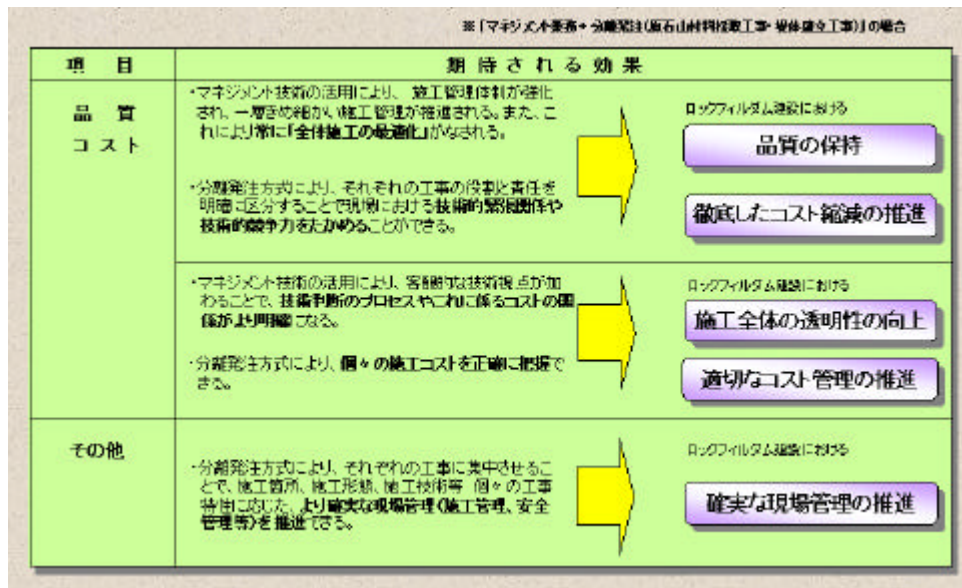 ※「マネジメント業務+分離発注(原石山材料採取工事・堤体盛立工事)」の場合
項 目
期 待 さ れ る 効 果
品 質
コ ス ト
・マネジメント技術の活用により、施工管理体制が強化
され、一層きめ細かい施工管理が推進される。また、こ
れにより常に「全体施工の最適化」がなされる。
・分離発注方式により、それぞれの工事の役割と責任を
明確に区分することで現場における技術的緊張関係や
技術的競争力をたかめることができる。
ロックフィルダム建設における
品質の保持
徹底したコスト縮減の推進
・マネジメント技術の活用により、客観的な技術視点が加
わることで、技術判断のプロセスやこれに係るコストの関
係がより明確になる。
・分離発注方式により、個々の施工コストを正確に把握で
きる。
ロックフィルダム建設における
施工全体の透明性の向上
適切なコスト管理の推進
その他
・分離発注方式により、それぞれの工事に集中させるこ
とで、施工箇所、施工形態、施工技術等 個々の工事
特性に応じた、より確実な現場管理(施工管理、安全
管理等)を推進できる。
ロックフィルダム建設における
確実な現場管理の推進